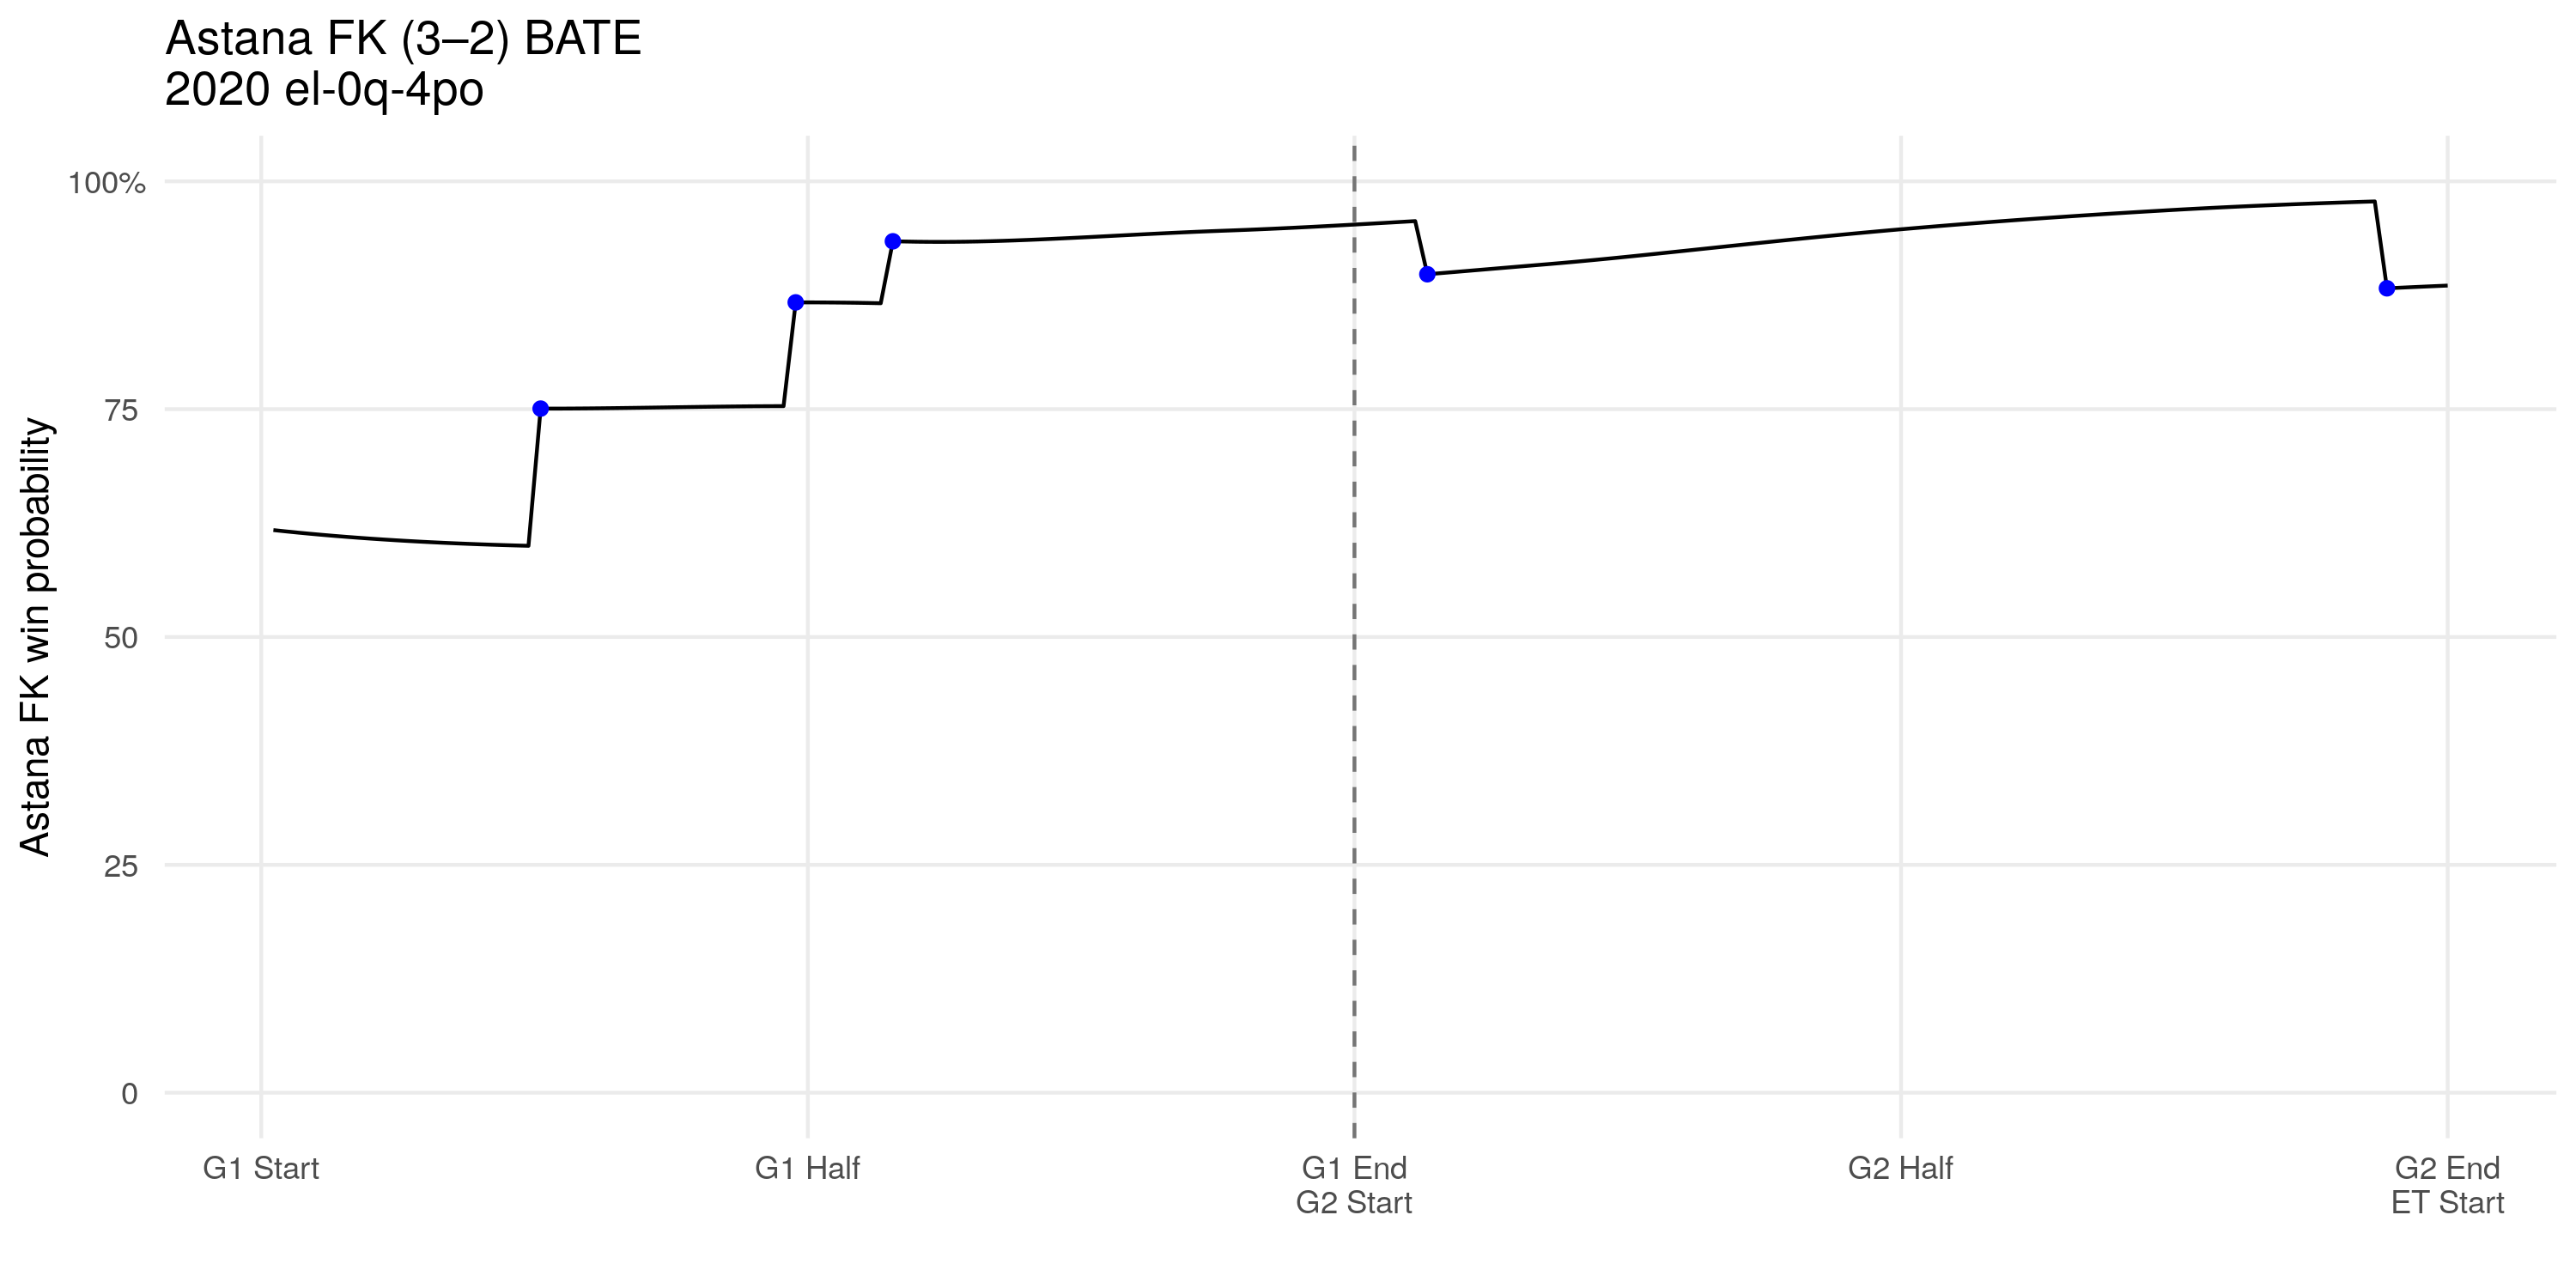 Astana FK (3–2) BATE
2020 el-0q-4po
Astana FK win probability
100%
75
50
25
0
G1 Start
G1 Half
G1 End
G2 Start
G2 Half
G2 End
ET Start